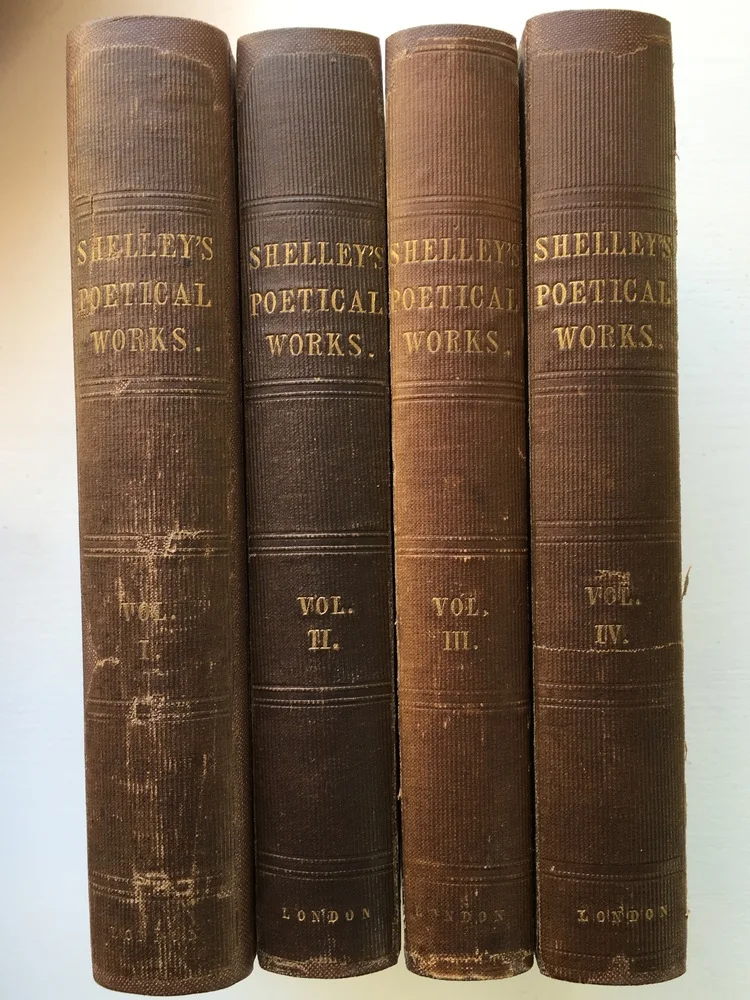 SHELLEY'S
POETICAL
WORKS.
VOL.
I.
LONDON
SHELLEY'S
POETICAL
WORKS.
VOL.
II.
LONDON
SHELLEY'S
POETICAL
WORKS.
VOL.
III.
LONDON
SHELLEY'S
POETICAL
WORKS.
VOL.
IV.
LONDON